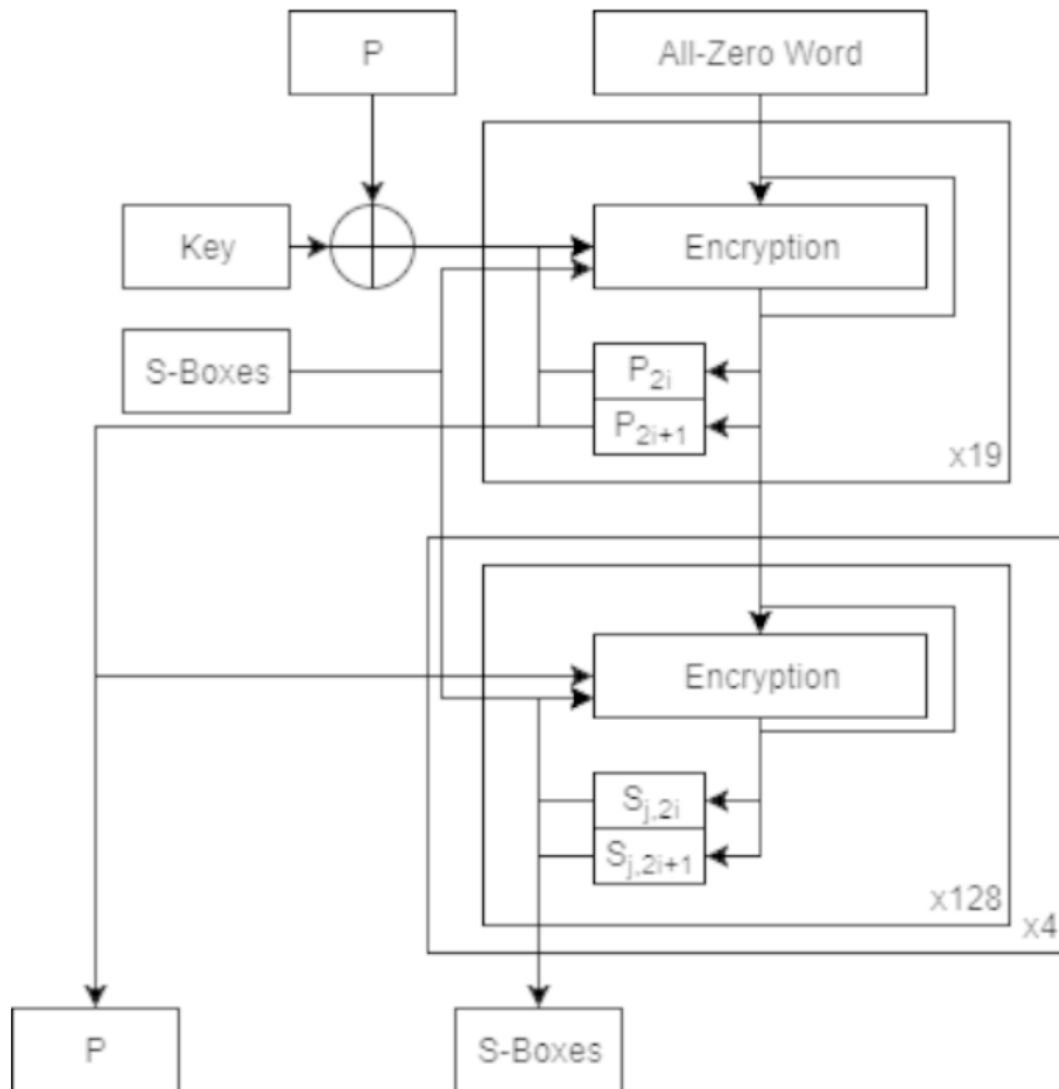 P
All-Zero Word
Key
Encryption
S-Boxes
P2i
P2i+1
x19
Encryption
Sj,2i
Sj,2i+1
x128
x4
P
S-Boxes